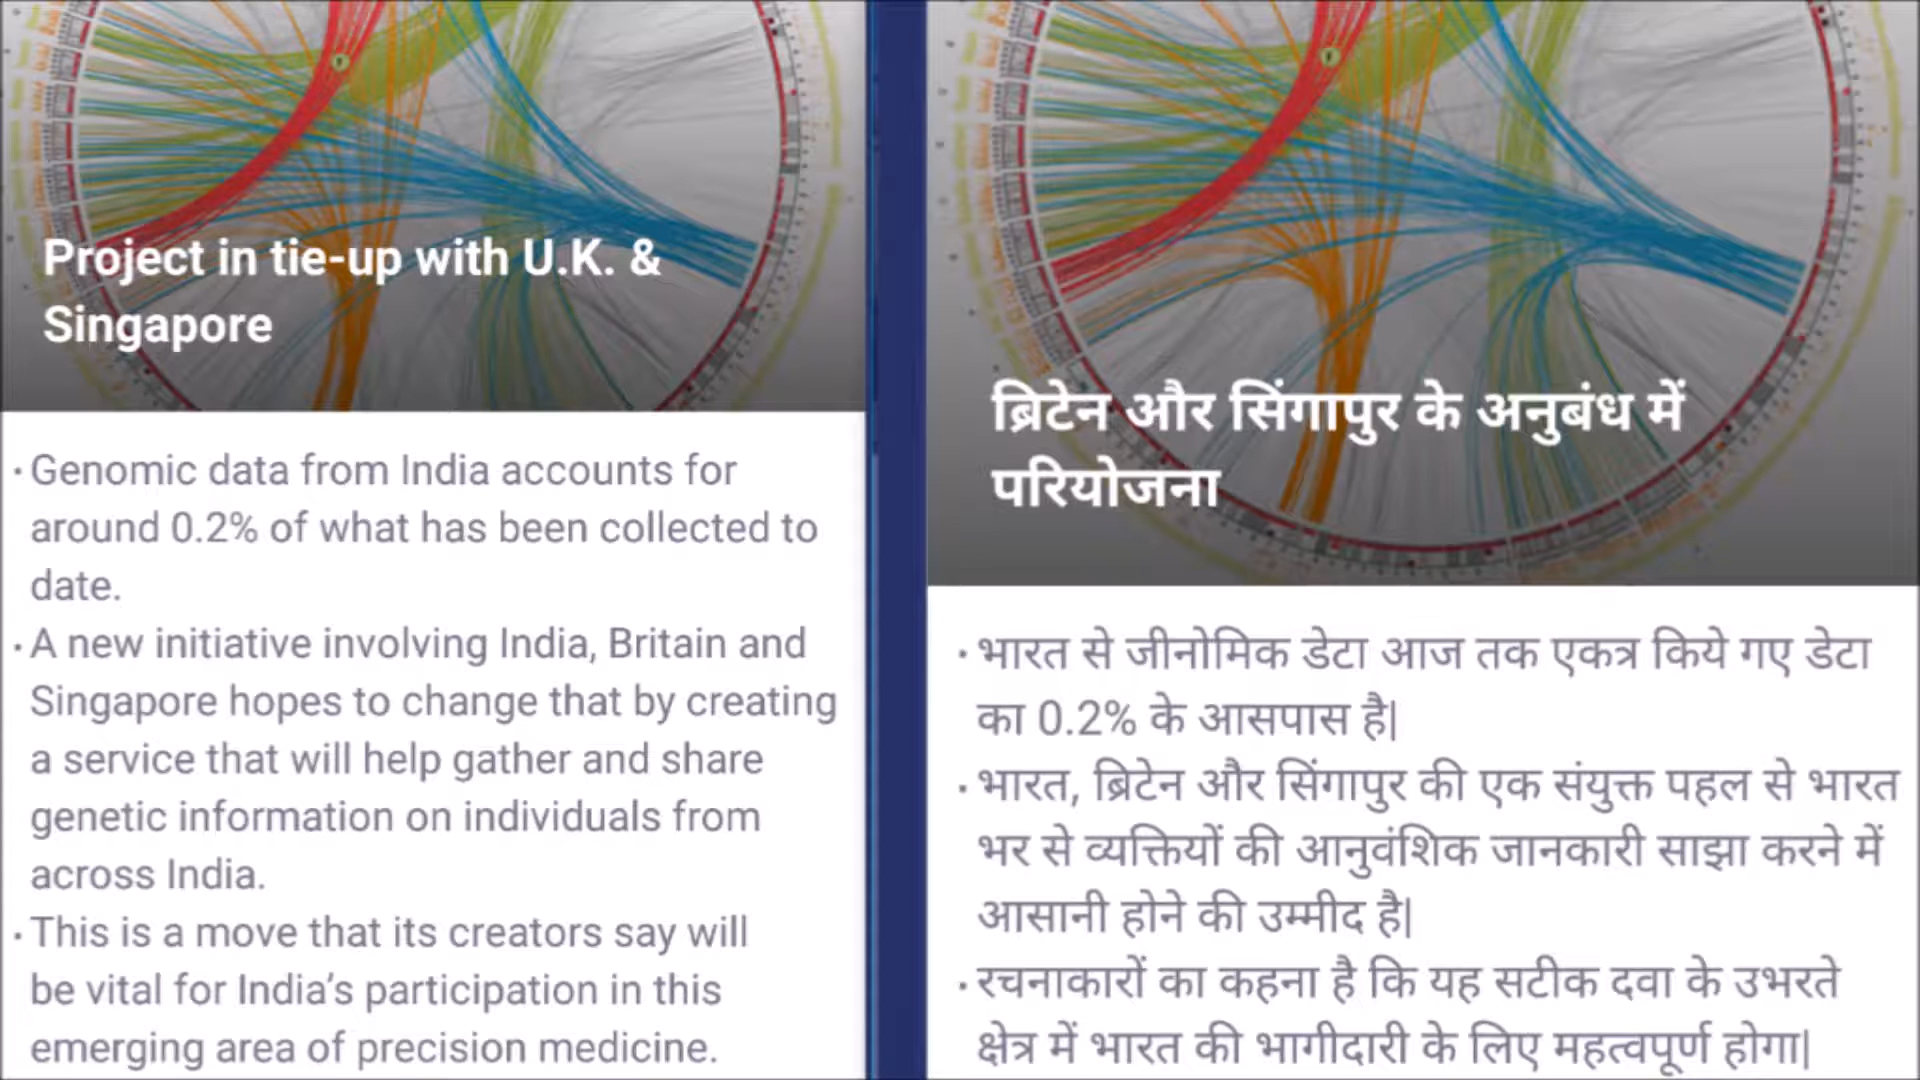 Project in tie-up with U.K. &
Singapore
· Genomic data from India accounts for
around 0.2% of what has been collected to
date.
· A new initiative involving India, Britain and
Singapore hopes to change that by creating
a service that will help gather and share
genetic information on individuals from
across India.
· This is a move that its creators say will
be vital for India’s participation in this
emerging area of precision medicine.
ब्रिटेन और सिंगापुर के अनुबंध में
परियोजना
· भारत से जीनोमिक डेटा आज तक एकत्र किये गए डेटा
का 0.2% के आसपास है|
· भारत, ब्रिटेन और सिंगापुर की एक संयुक्त पहल से भारत
भर से व्यक्तियों की आनुवंशिक जानकारी साझा करने में
आसानी होने की उम्मीद है|
· रचनाकारों का कहना है कि यह सटीक दवा के उभरते
क्षेत्र में भारत की भागीदारी के लिए महत्वपूर्ण होगा|